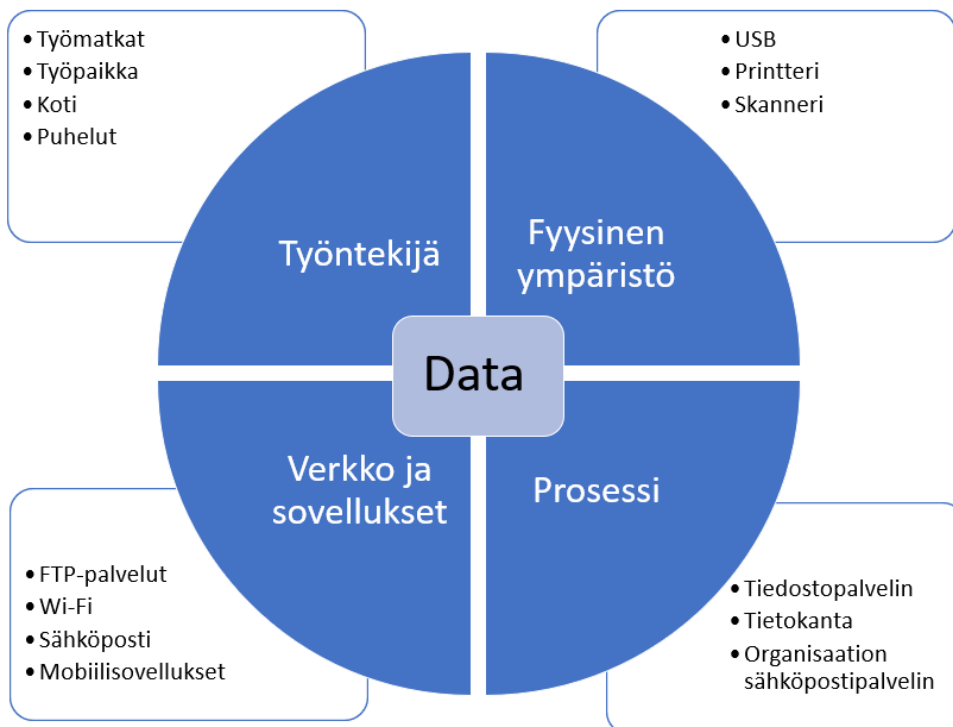 • Työmatkat
• Työpaikka
• Koti
• Puhelut
• USB
• Printteri
• Skanneri
Työntekijä
Fyysinen
ympäristö
Data
Verkko ja
sovellukset
Prosessi
• FTP-palvelut
• Wi-Fi
• Sähköposti
• Mobiilisovellukset
• Tiedostopalvelin
• Tietokanta
• Organisaation
sähköpostipalvelin